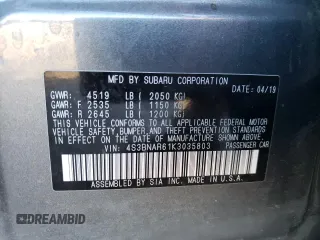 MFD BY SUBARU CORPORATION
GVWR: 4519 LB ( 2050 KG) DATE: 04/19
GAWR: F 2535 LB ( 1150 KG)
GAWR: R 2645 LB ( 1200 KG)
THIS VEHICLE CONFORMS TO ALL APPLICABLE FEDERAL MOTOR
VEHICLE SAFETY, BUMPER, AND THEFT PREVENTION STANDARDS
IN EFFECT ON THE DATE OF MANUFACTURE SHOWN ABOVE.
VIN: 4S3BNAR61K3035803 PASSENGER CAR
ASSEMBLED BY SIA INC. MADE IN U.S.A.
DREAMBID